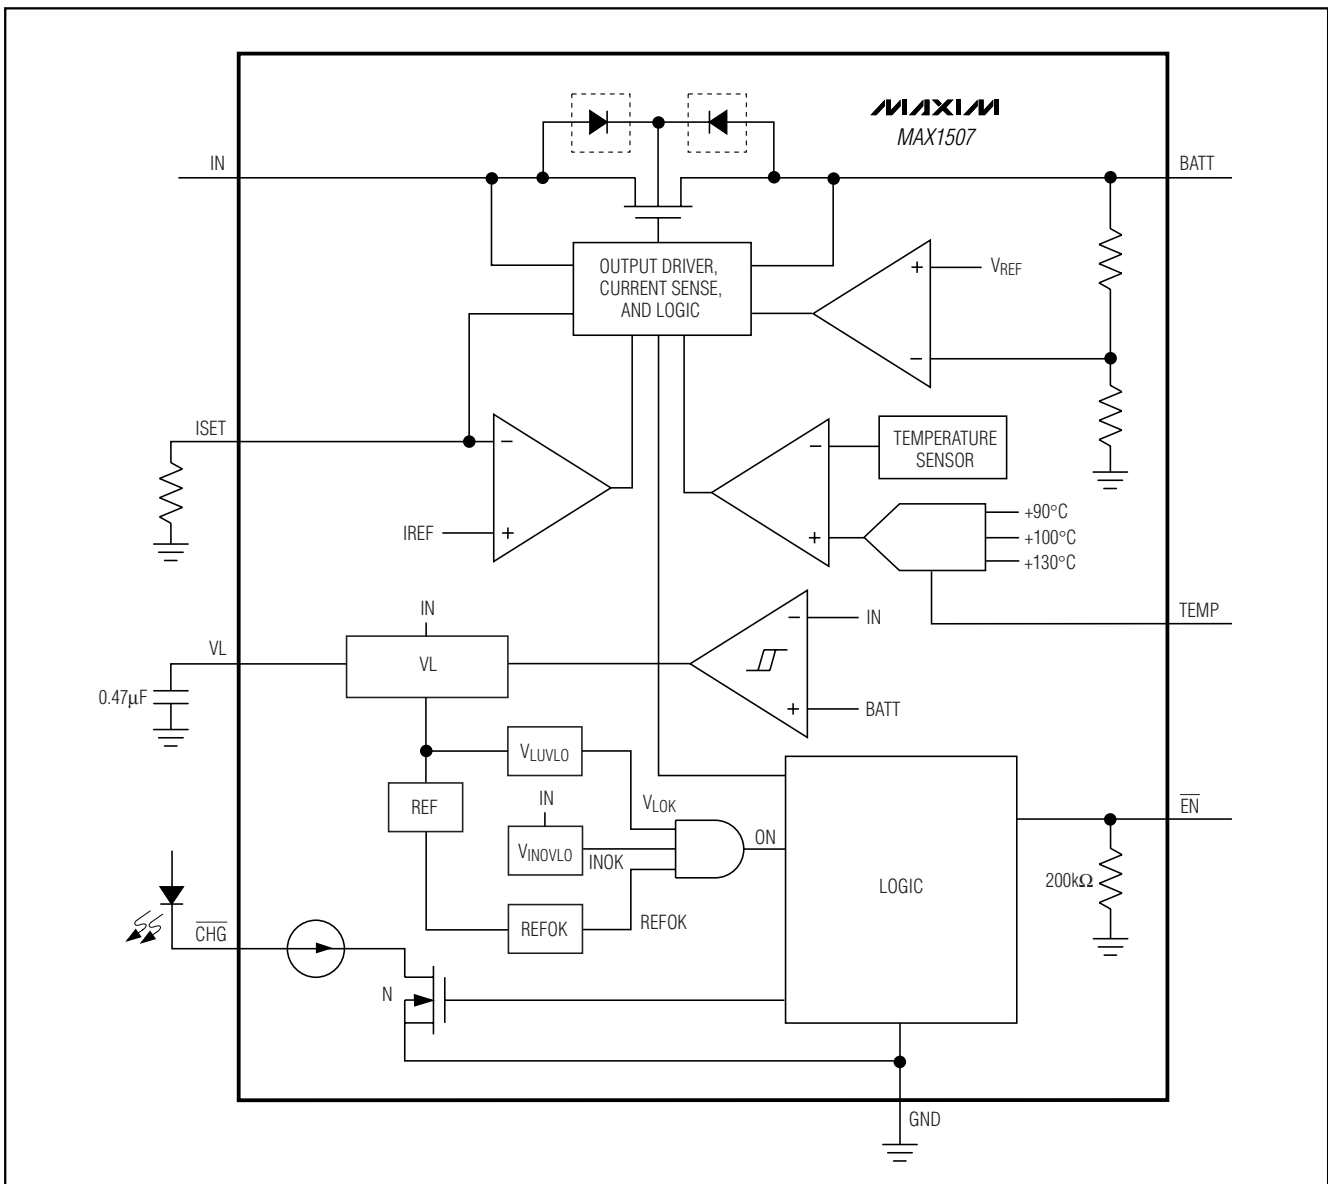 MAXIM
MAX1507
IN
BATT
OUTPUT DRIVER,
CURRENT SENSE,
AND LOGIC
+
VREF
−
ISET
−
TEMPERATURE
SENSOR
−
IREF
+
+
+90°C
+100°C
+130°C
TEMP
IN
−
IN
VL
VL
0.47µF
+
BATT
VLUVLO
REF
VLOK
IN
VINOVLO
INOK
ON
EN
LOGIC
200kΩ
REFOK
REFOK
CHG
N
GND